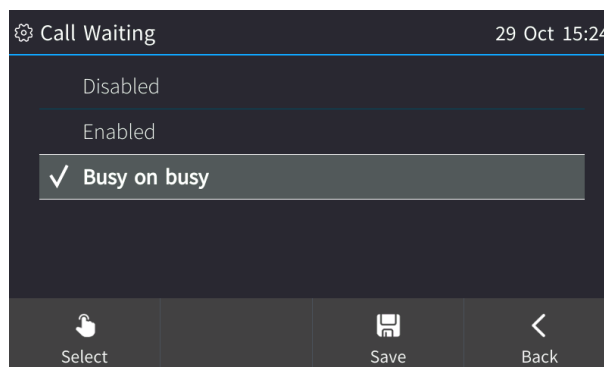 Call Waiting 29 Oct 15:24
Disabled
Enabled
Busy on busy
Select Save Back